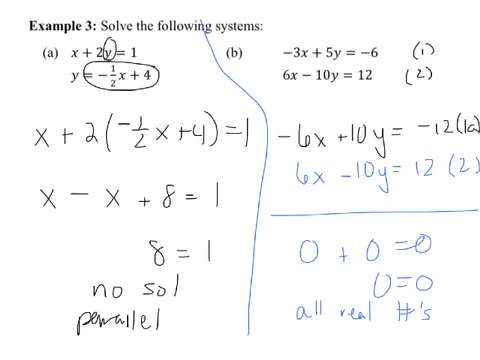 Example 3: Solve the following systems:
(a) x + 2y = 1
y = -1/2x + 4
x + 2(-1/2x + 4) = 1
x - x + 8 = 1
8 = 1
no sol
parallel
(b) −3x + 5y = −6 (1)
6x − 10y = 12 (2)
-6x + 10y = -12 (1a)
6x - 10y = 12 (2)
0 + 0 = 0
0 = 0
all real #'s